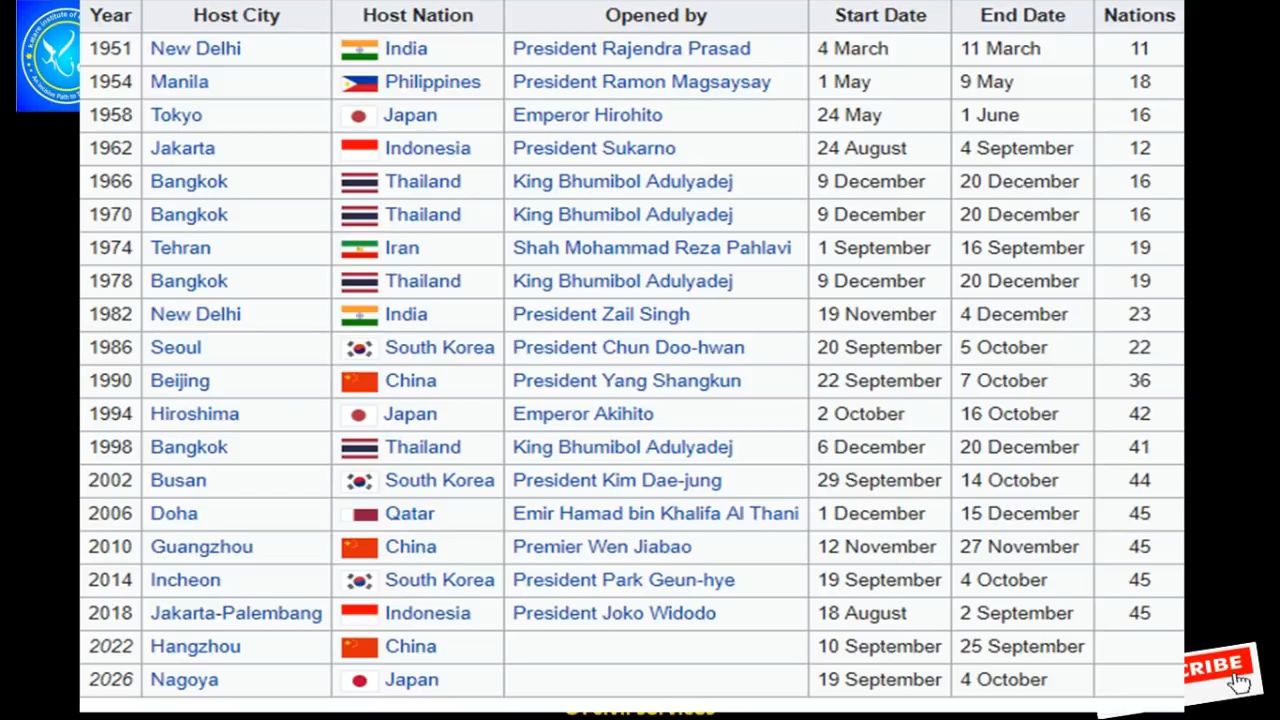 Year Host City Host Nation Opened by Start Date End Date Nations
1951 New Delhi India President Rajendra Prasad 4 March 11 March 11
1954 Manila Philippines President Ramon Magsaysay 1 May 9 May 18
1958 Tokyo Japan Emperor Hirohito 24 May 1 June 16
1962 Jakarta Indonesia President Sukarno 24 August 4 September 12
1966 Bangkok Thailand King Bhumibol Adulyadej 9 December 20 December 16
1970 Bangkok Thailand King Bhumibol Adulyadej 9 December 20 December 16
1974 Tehran Iran Shah Mohammad Reza Pahlavi 1 September 16 September 19
1978 Bangkok Thailand King Bhumibol Adulyadej 9 December 20 December 19
1982 New Delhi India President Zail Singh 19 November 4 December 23
1986 Seoul South Korea President Chun Doo-hwan 20 September 5 October 22
1990 Beijing China President Yang Shangkun 22 September 7 October 36
1994 Hiroshima Japan Emperor Akihito 2 October 16 October 42
1998 Bangkok Thailand King Bhumibol Adulyadej 6 December 20 December 41
2002 Busan South Korea President Kim Dae-jung 29 September 14 October 44
2006 Doha Qatar Emir Hamad bin Khalifa Al Thani 1 December 15 December 45
2010 Guangzhou China Premier Wen Jiabao 12 November 27 November 45
2014 Incheon South Korea President Park Geun-hye 19 September 4 October 45
2018 Jakarta-Palembang Indonesia President Joko Widodo 18 August 2 September 45
2022 Hangzhou China 10 September 25 September
2026 Nagoya Japan 19 September 4 October
CRIBE